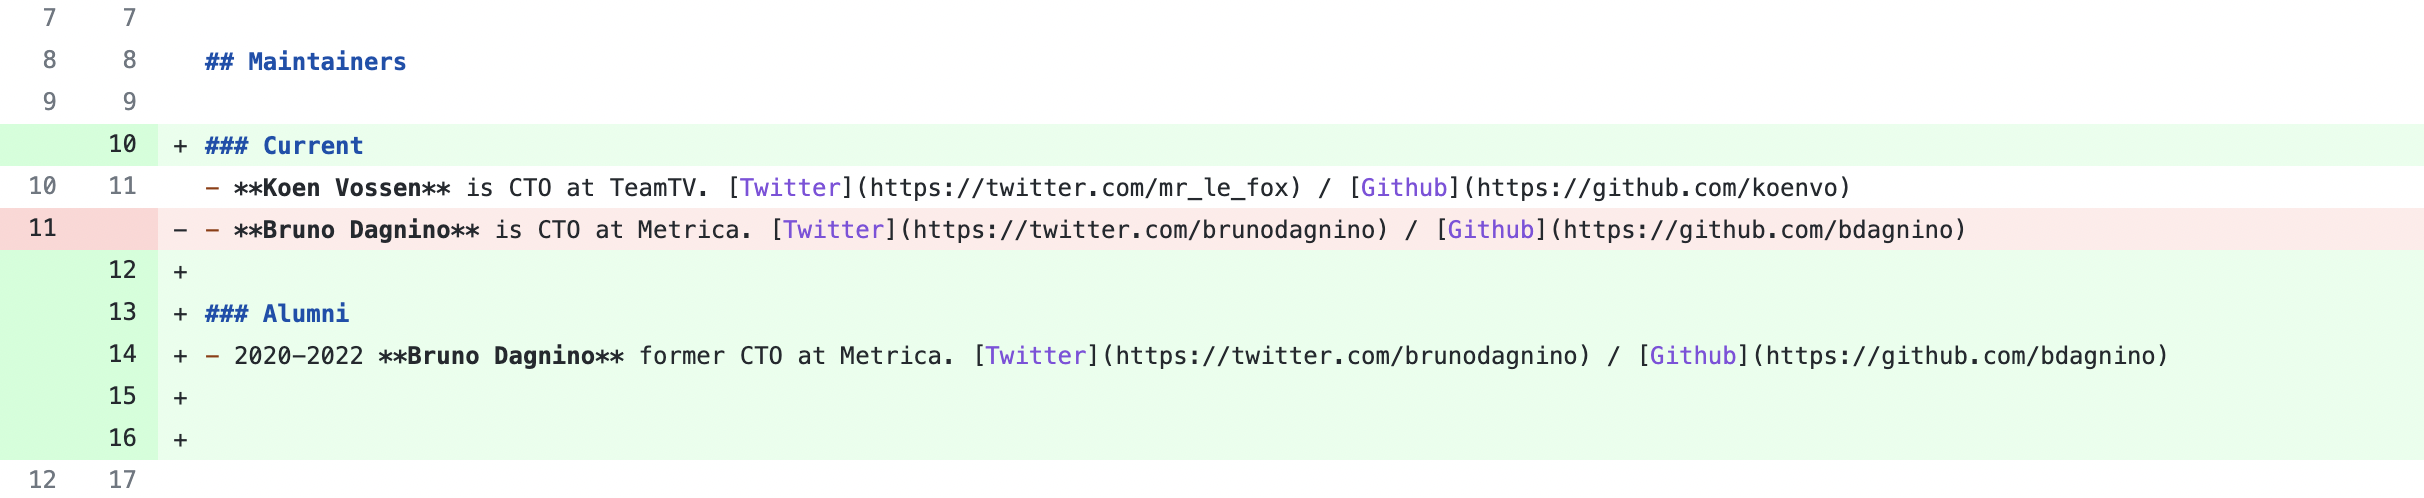 7 7
8 8 ## Maintainers
9 9
10 + ### Current
10 11 - **Koen Vossen** is CTO at TeamTV. [Twitter](https://twitter.com/mr_le_fox) / [Github](https://github.com/koenvo)
11 - - **Bruno Dagnino** is CTO at Metrica. [Twitter](https://twitter.com/brunodagnino) / [Github](https://github.com/bdagnino)
12 +
13 + ### Alumni
14 + - 2020-2022 **Bruno Dagnino** former CTO at Metrica. [Twitter](https://twitter.com/brunodagnino) / [Github](https://github.com/bdagnino)
15 +
16 +
12 17